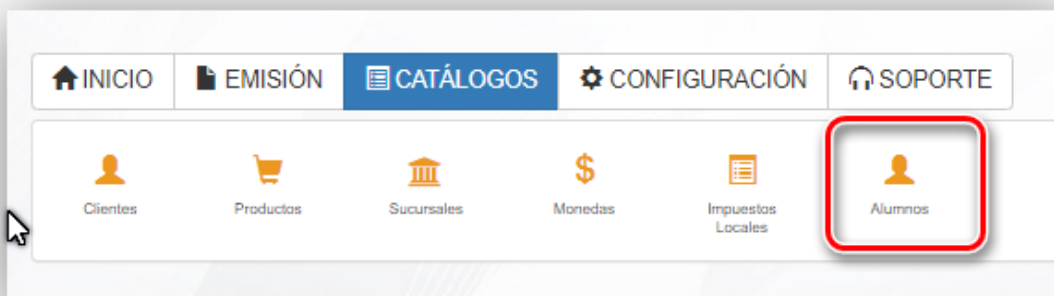 INICIO EMISIÓN CATÁLOGOS CONFIGURACIÓN SOPORTE
Clientes Productos Sucursales Monedas Impuestos Locales Alumnos